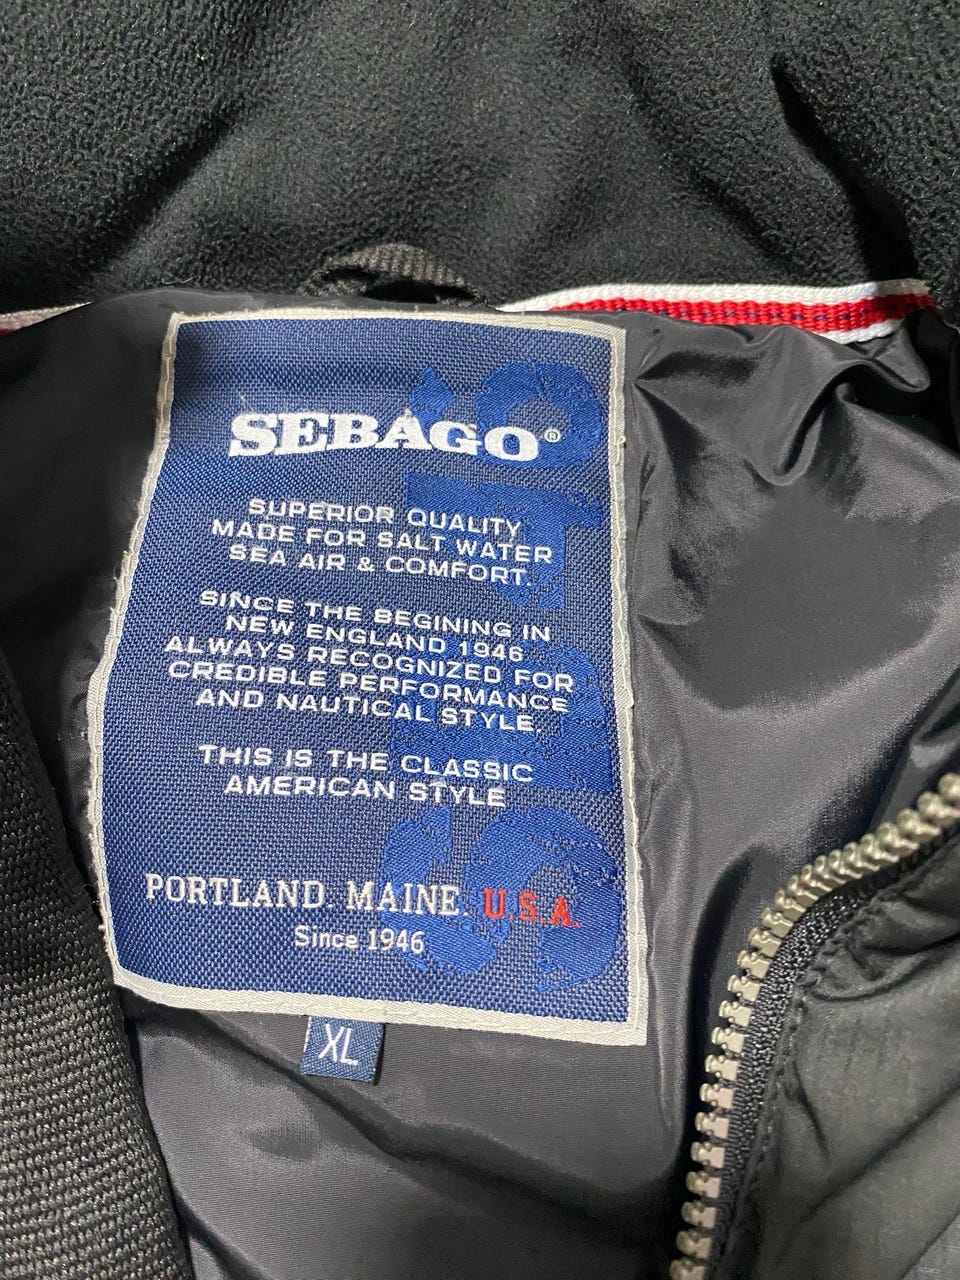 SEBAGO®
SUPERIOR QUALITY
MADE FOR SALT WATER
SEA AIR & COMFORT.
SINCE THE BEGINING IN
NEW ENGLAND 1946
ALWAYS RECOGNIZED FOR
CREDIBLE PERFORMANCE
AND NAUTICAL STYLE.
THIS IS THE CLASSIC
AMERICAN STYLE
PORTLAND. MAINE. U.S.A.
Since 1946
XL